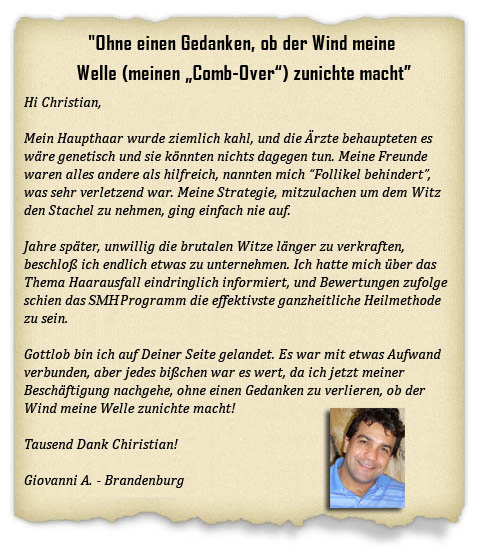 "Ohne einen Gedanken, ob der Wind meine
Welle (meinen „Comb-Over“) zunichte macht”
Hi Christian,
Mein Haupthaar wurde ziemlich kahl, und die Ärzte behaupteten es
wäre genetisch und sie könnten nichts dagegen tun. Meine Freunde
waren alles andere als hilfreich, nannten mich “Follikel behindert”,
was sehr verletzend war. Meine Strategie, mitzulachen um dem Witz
den Stachel zu nehmen, ging einfach nie auf.
Jahre später, unwillig die brutalen Witze länger zu verkraften,
beschloß ich endlich etwas zu unternehmen. Ich hatte mich über das
Thema Haarausfall eindringlich informiert, und Bewertungen zufolge
schien das SMHProgramm die effektivste ganzheitliche Heilmethode
zu sein.
Gottlob bin ich auf Deiner Seite gelandet. Es war mit etwas Aufwand
verbunden, aber jedes bißchen war es wert, da ich jetzt meiner
Beschäftigung nachgehe, ohne einen Gedanken zu verlieren, ob der
Wind meine Welle zunichte macht!
Tausend Dank Chiristian!
Giovanni A. - Brandenburg